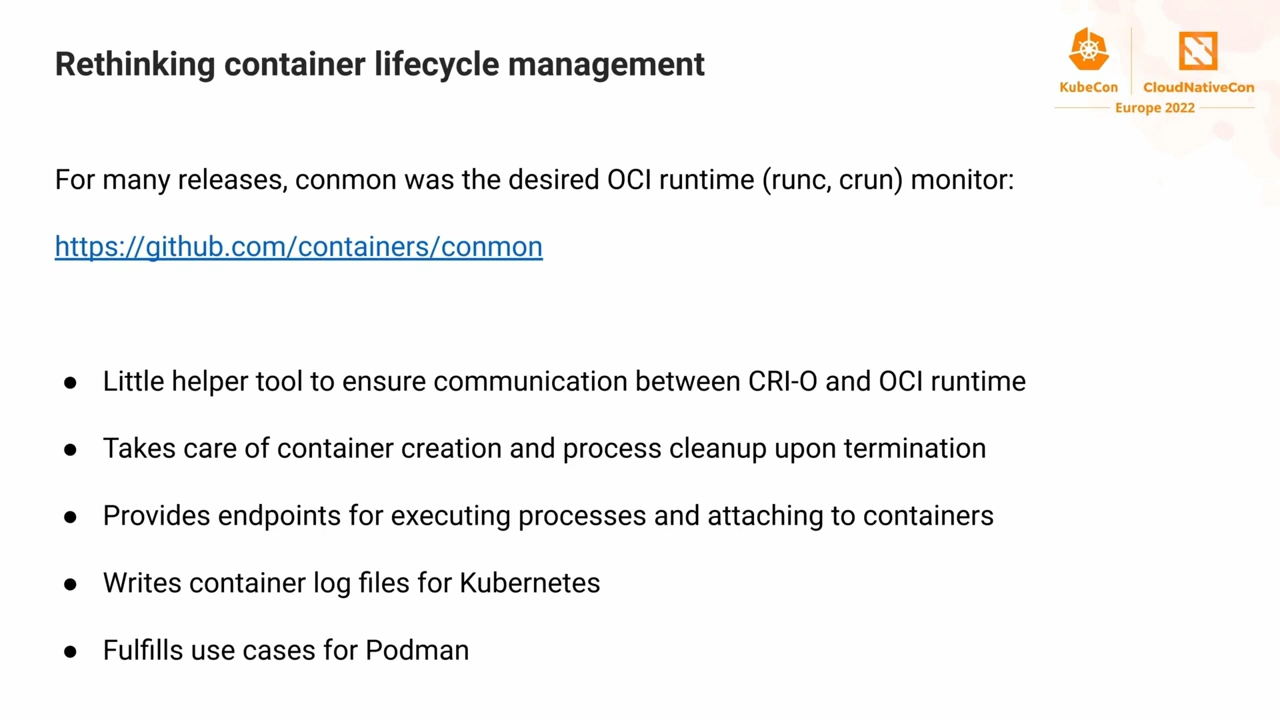 Rethinking container lifecycle management
KubeCon
CloudNativeCon
Europe 2022
For many releases, conmon was the desired OCI runtime (runc, crun) monitor:
https://github.com/containers/conmon
● Little helper tool to ensure communication between CRI-O and OCI runtime
● Takes care of container creation and process cleanup upon termination
● Provides endpoints for executing processes and attaching to containers
● Writes container log files for Kubernetes
● Fulfills use cases for Podman